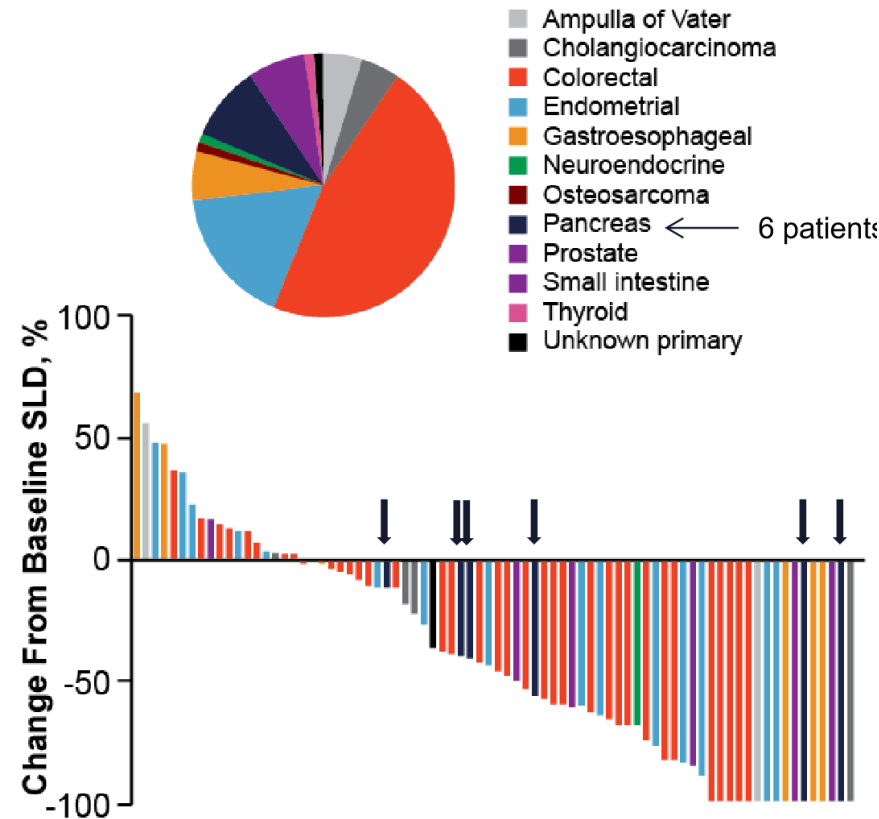 Ampulla of Vater
Cholangiocarcinoma
Colorectal
Endometrial
Gastroesophageal
Neuroendocrine
Osteosarcoma
Pancreas
6 patients
Prostate
Small intestine
Thyroid
Unknown primary
Change From Baseline SLD, %
100
50
0
-50
-100